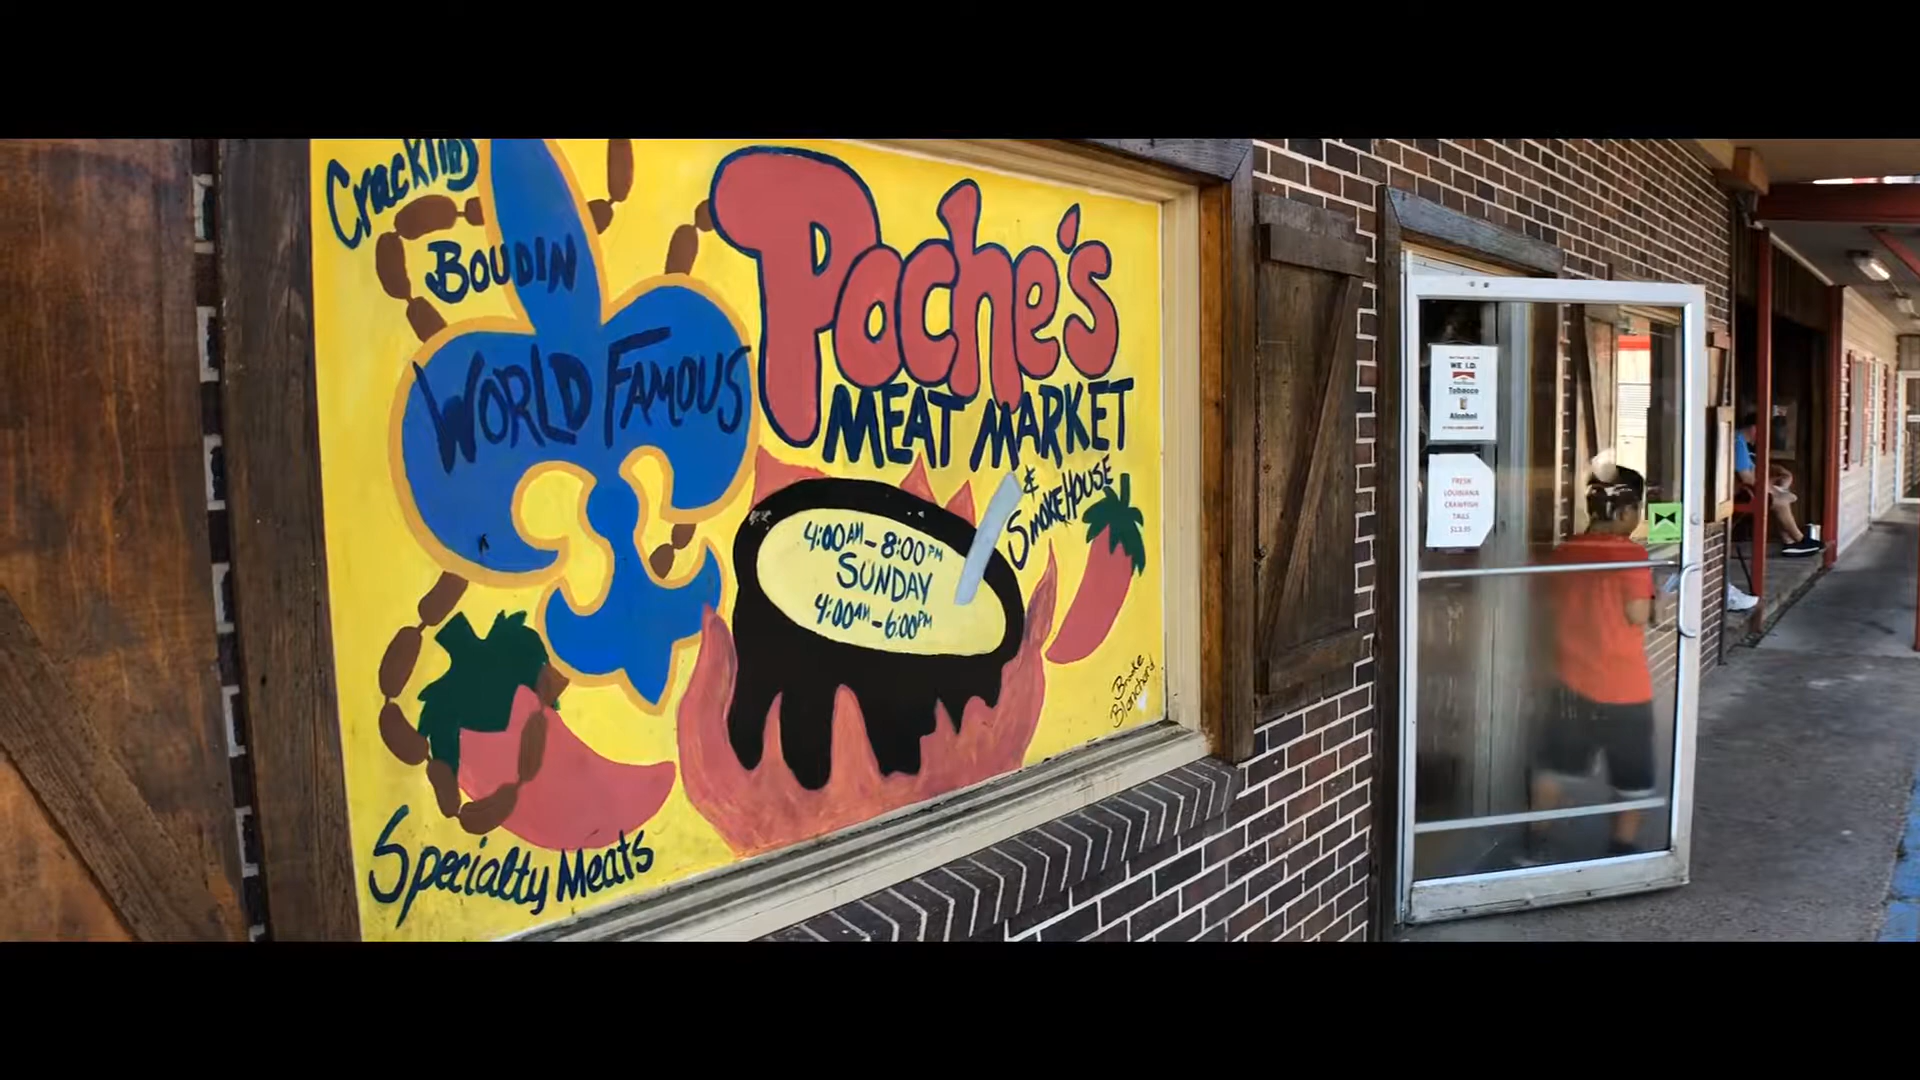 Cracklins
BOUDIN
WORLD FAMOUS
Poche's
MEAT MARKET
&
SMOKEHOUSE
4:00AM-8:00PM
SUNDAY
4:00AM-6:00PM
Brooke
Blanchard
Specialty Meats
WE I.D.
Tobacco
Alcohol
FRESH
LOUISIANA
CRAWFISH
TAILS